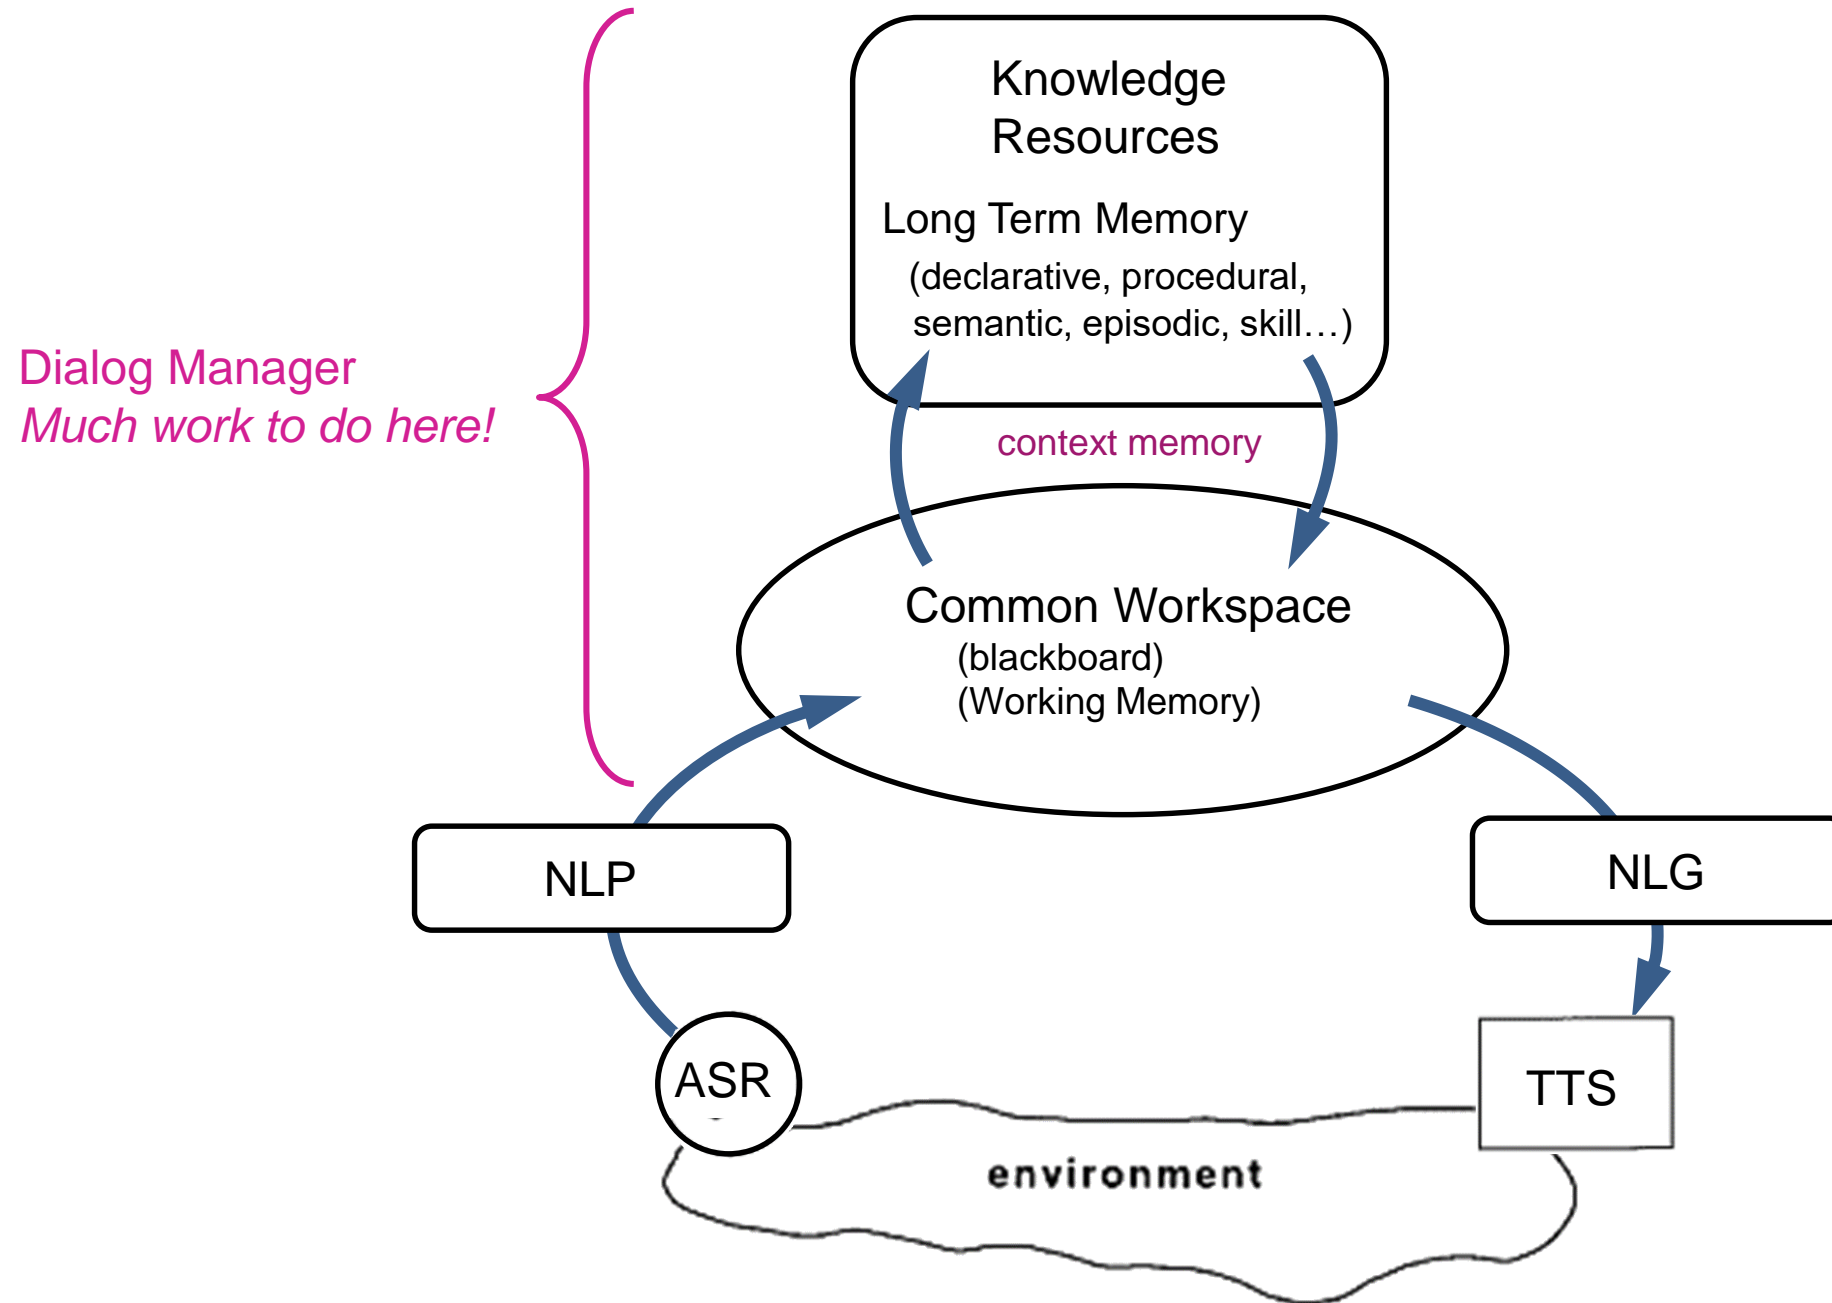 Knowledge
Resources
Long Term Memory
(declarative, procedural,
semantic, episodic, skill…)
Dialog Manager
Much work to do here!
context memory
Common Workspace
(blackboard)
(Working Memory)
NLP
NLG
ASR
TTS
environment